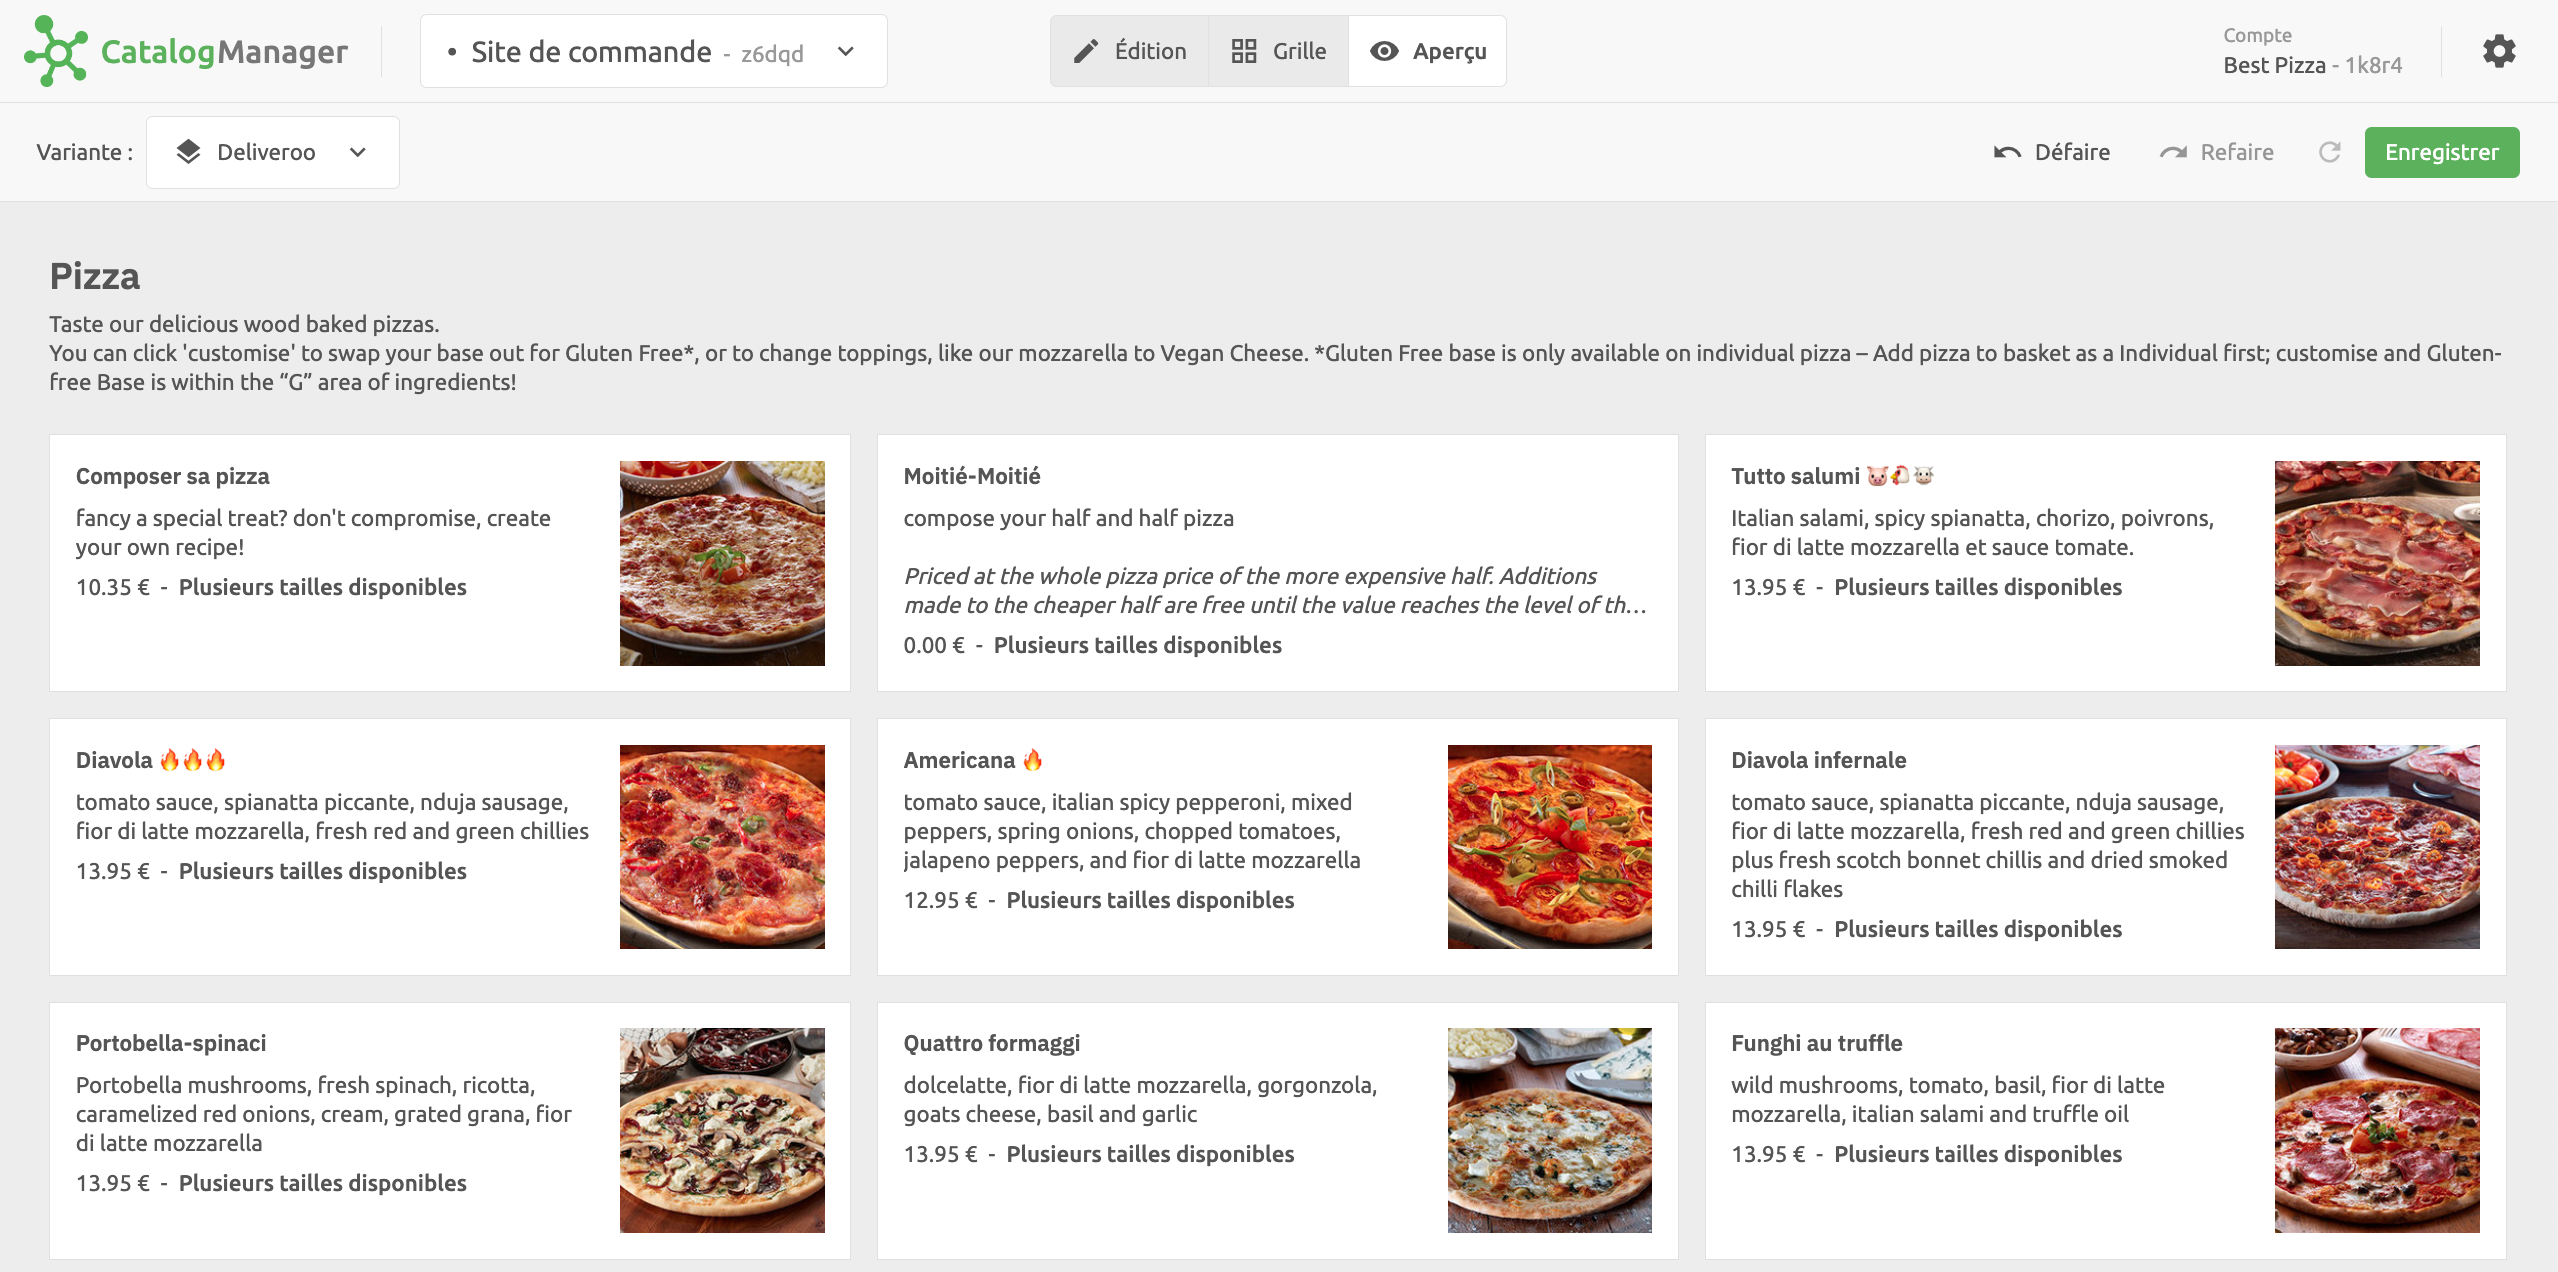 CatalogManager
• Site de commande - z6dqd
Édition
Grille
Aperçu
Compte
Best Pizza - 1k8r4
Variante :
Deliveroo
Défaire
Refaire
Enregistrer
Pizza
Taste our delicious wood baked pizzas.
You can click 'customise' to swap your base out for Gluten Free*, or to change toppings, like our mozzarella to Vegan Cheese. *Gluten Free base is only available on individual pizza – Add pizza to basket as a Individual first; customise and Gluten-
free Base is within the “G” area of ingredients!
Composer sa pizza
fancy a special treat? don't compromise, create
your own recipe!
10.35 € - Plusieurs tailles disponibles
Moitié-Moitié
compose your half and half pizza
Priced at the whole pizza price of the more expensive half. Additions
made to the cheaper half are free until the value reaches the level of th…
0.00 € - Plusieurs tailles disponibles
Tutto salumi 🐷🐔🐮
Italian salami, spicy spianatta, chorizo, poivrons,
fior di latte mozzarella et sauce tomate.
13.95 € - Plusieurs tailles disponibles
Diavola 🔥🔥🔥
tomato sauce, spianatta piccante, nduja sausage,
fior di latte mozzarella, fresh red and green chillies
13.95 € - Plusieurs tailles disponibles
Americana 🔥
tomato sauce, italian spicy pepperoni, mixed
peppers, spring onions, chopped tomatoes,
jalapeno peppers, and fior di latte mozzarella
12.95 € - Plusieurs tailles disponibles
Diavola infernale
tomato sauce, spianatta piccante, nduja sausage,
fior di latte mozzarella, fresh red and green chillies
plus fresh scotch bonnet chillis and dried smoked
chilli flakes
13.95 € - Plusieurs tailles disponibles
Portobella-spinaci
Portobella mushrooms, fresh spinach, ricotta,
caramelized red onions, cream, grated grana, fior
di latte mozzarella
13.95 € - Plusieurs tailles disponibles
Quattro formaggi
dolcelatte, fior di latte mozzarella, gorgonzola,
goats cheese, basil and garlic
13.95 € - Plusieurs tailles disponibles
Funghi au truffle
wild mushrooms, tomato, basil, fior di latte
mozzarella, italian salami and truffle oil
13.95 € - Plusieurs tailles disponibles